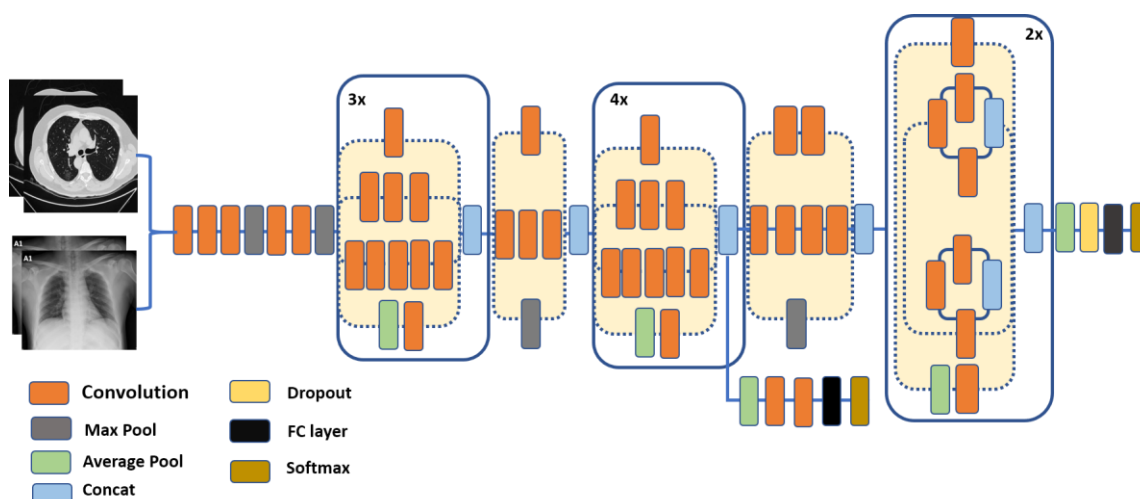 3x
4x
2x
A1
A1
Convolution
Max Pool
Average Pool
Concat
Dropout
FC layer
Softmax